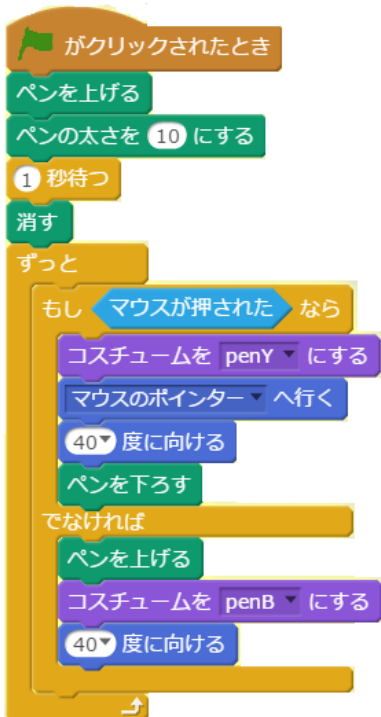 がクリックされたとき
ペンを上げる
ペンの太さを 10 にする
1 秒待つ
消す
ずっと
もし マウスが押された なら
コスチュームを penY にする
マウスのポインター へ行く
40 度に向ける
ペンを下ろす
でなければ
ペンを上げる
コスチュームを penB にする
40 度に向ける